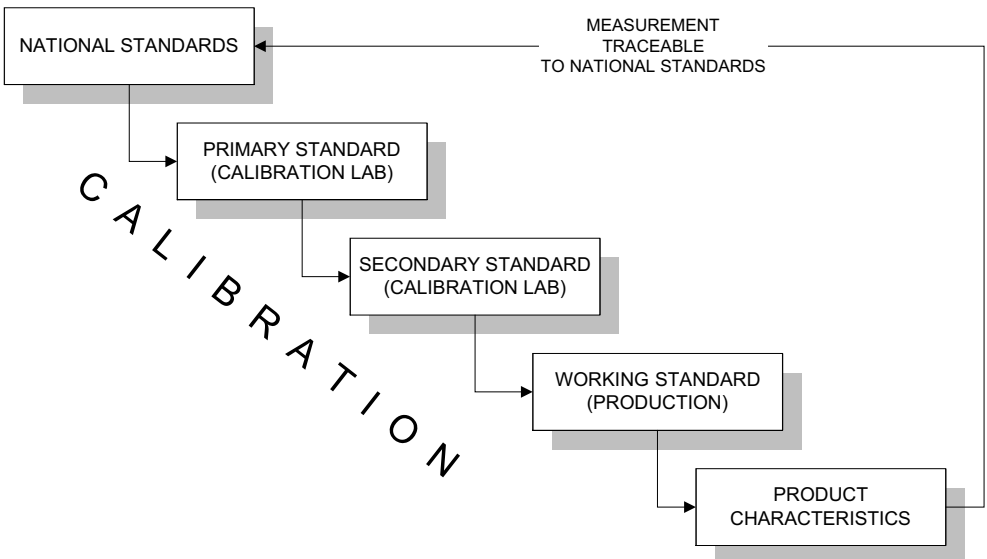 NATIONAL STANDARDS
MEASUREMENT
TRACEABLE
TO NATIONAL STANDARDS
PRIMARY STANDARD
(CALIBRATION LAB)
CALIBRATION
SECONDARY STANDARD
(CALIBRATION LAB)
WORKING STANDARD
(PRODUCTION)
PRODUCT
CHARACTERISTICS